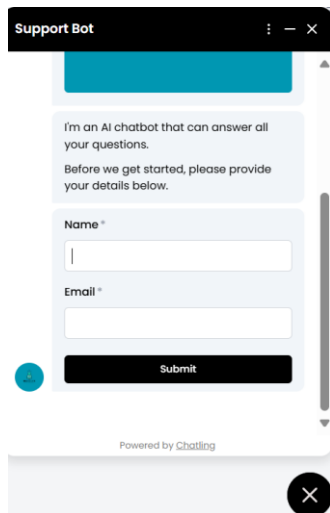 Support Bot
I'm an AI chatbot that can answer all
your questions.
Before we get started, please provide
your details below.
Name *
Email *
Submit
Powered by Chatling